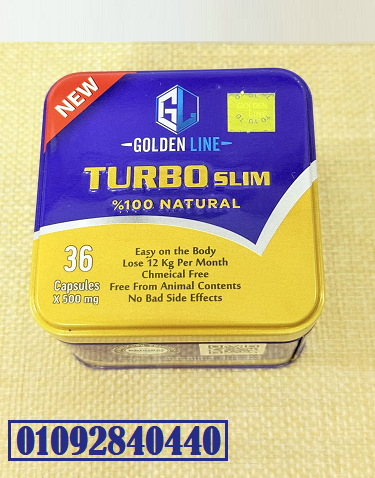 NEW
GL
GOLDEN LINE
TURBO SLIM
%100 NATURAL
36
Capsules
X 500 mg
Easy on the Body
Lose 12 Kg Per Month
Chmeical Free
Free From Animal Contents
No Bad Side Effects
01092840440